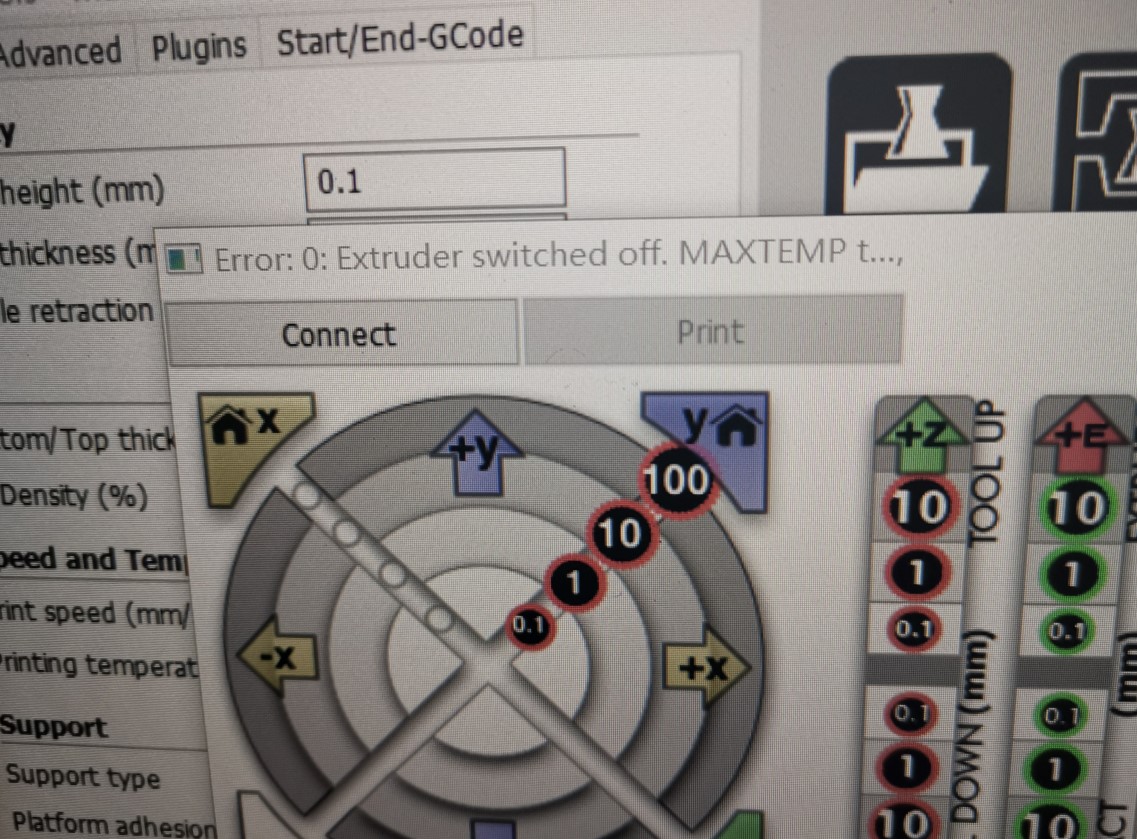 Advanced Plugins Start/End-GCode
y
height (mm) 0.1
thickness (m
Error: 0: Extruder switched off. MAXTEMP t...,
le retraction
Connect Print
x y +Z +E
+y
TOOL UP
100 10 10
tom/Top thick
Density (%)
10
1 1 1
0.1 0.1 0.1
peed and Temp
rint speed (mm/
Printing temperat
-x +x
DOWN (mm) (mm)
0.1 0.1
Support
Support type
1 1
Platform adhesion
10 10